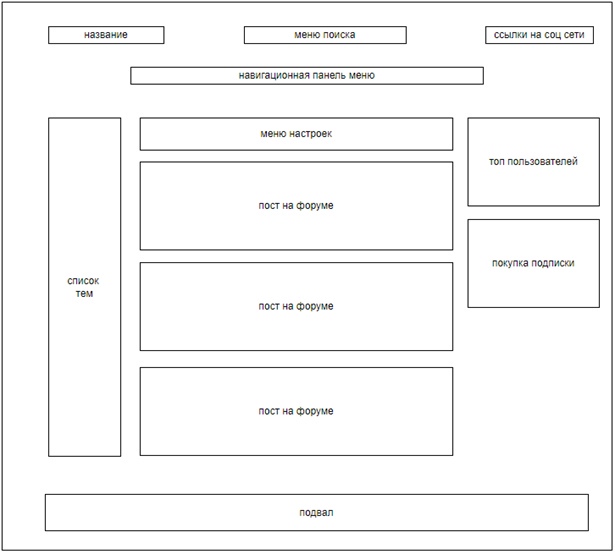 название
меню поиска
ссылки на соц сети
навигационная панель меню
список
тем
меню настроек
пост на форуме
пост на форуме
пост на форуме
топ пользователей
покупка подписки
подвал